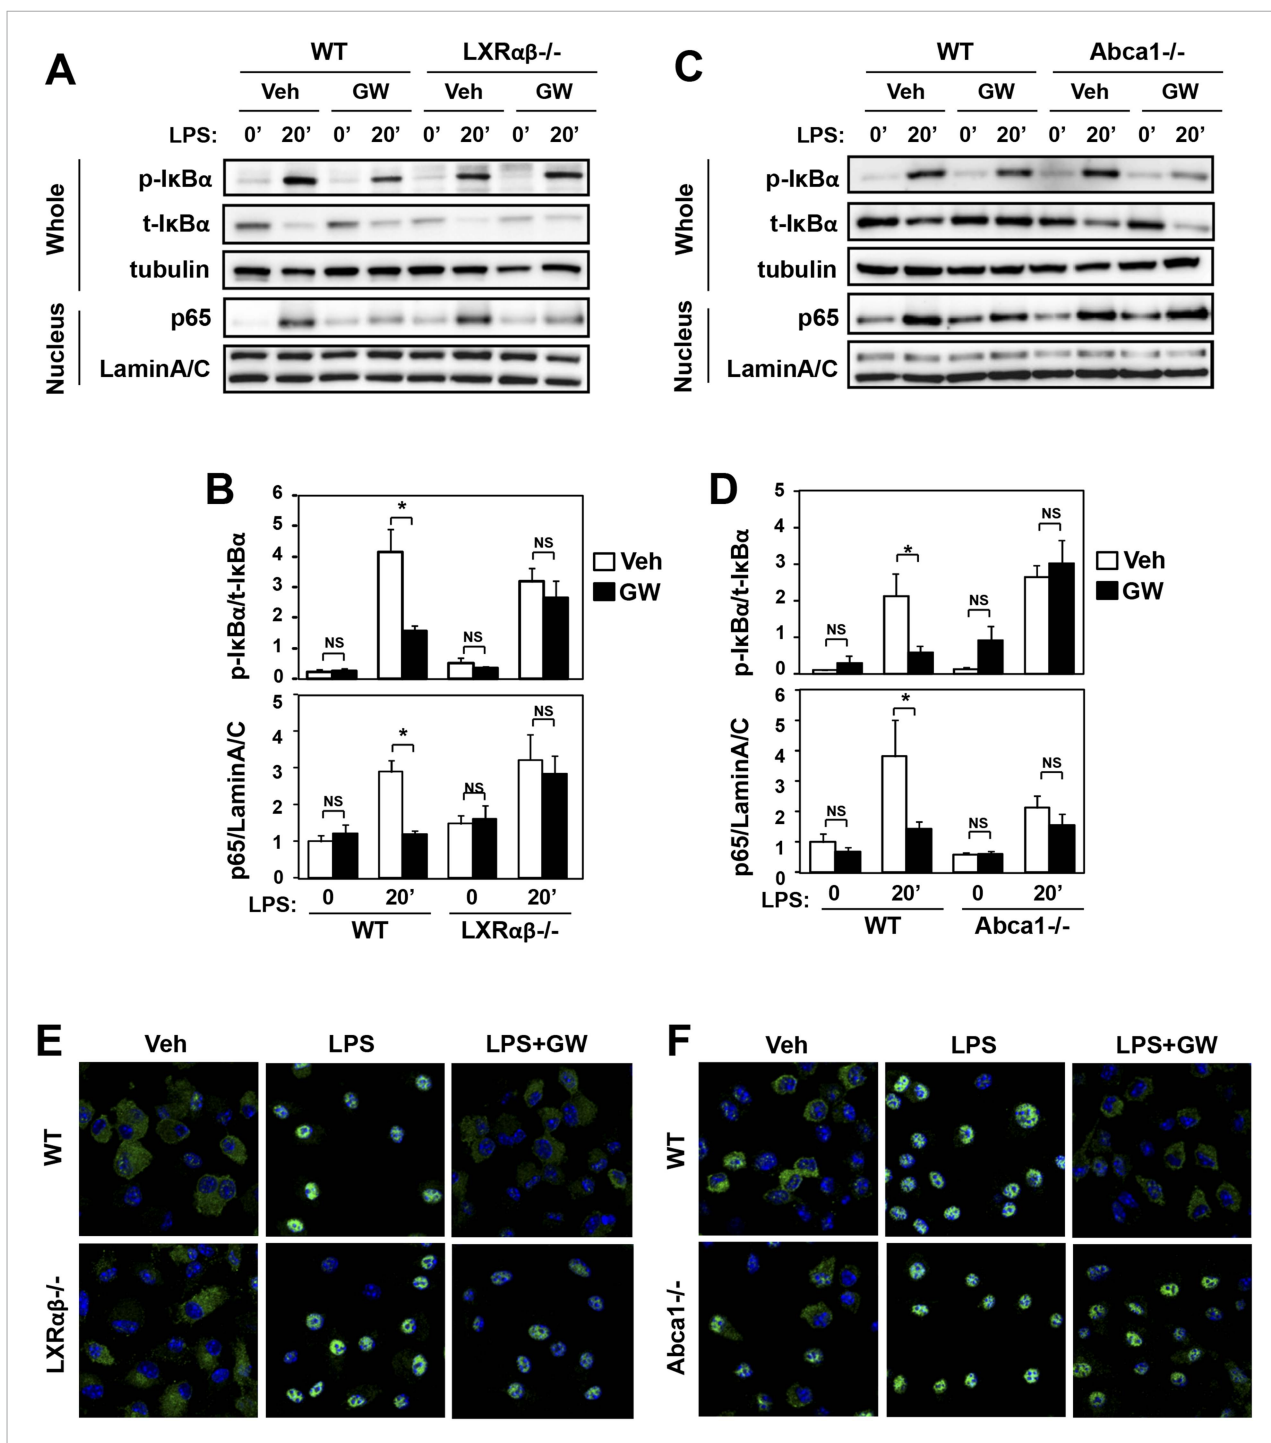 A
WT LXRαβ-/-
Veh GW Veh GW
LPS: 0' 20' 0' 20' 0' 20' 0' 20'
Whole
p-IκBα
t-IκBα
tubulin
Nucleus
p65
LaminA/C
C
WT Abca1-/-
Veh GW Veh GW
LPS: 0' 20' 0' 20' 0' 20' 0' 20'
Whole
p-IκBα
t-IκBα
tubulin
Nucleus
p65
LaminA/C
B
p-IκBα/t-IκBα
6
5
4
3
2
1
0
NS * NS NS
Veh
GW
p65/LaminA/C
5
4
3
2
1
0
NS * NS NS
LPS: 0 20' 0 20'
WT LXRαβ-/-
D
p-IκBα/t-IκBα
5
4
3
2
1
0
NS * NS NS
Veh
GW
p65/LaminA/C
6
5
4
3
2
1
0
NS * NS NS
LPS: 0 20' 0 20'
WT Abca1-/-
E
Veh LPS LPS+GW
WT
LXRαβ-/-
F
Veh LPS LPS+GW
WT
Abca1-/-